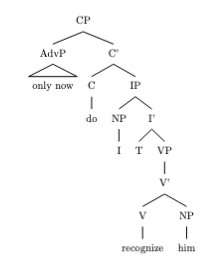 CP
AdvP C'
only now C IP
do NP I'
I T VP
V'
V NP
recognize him